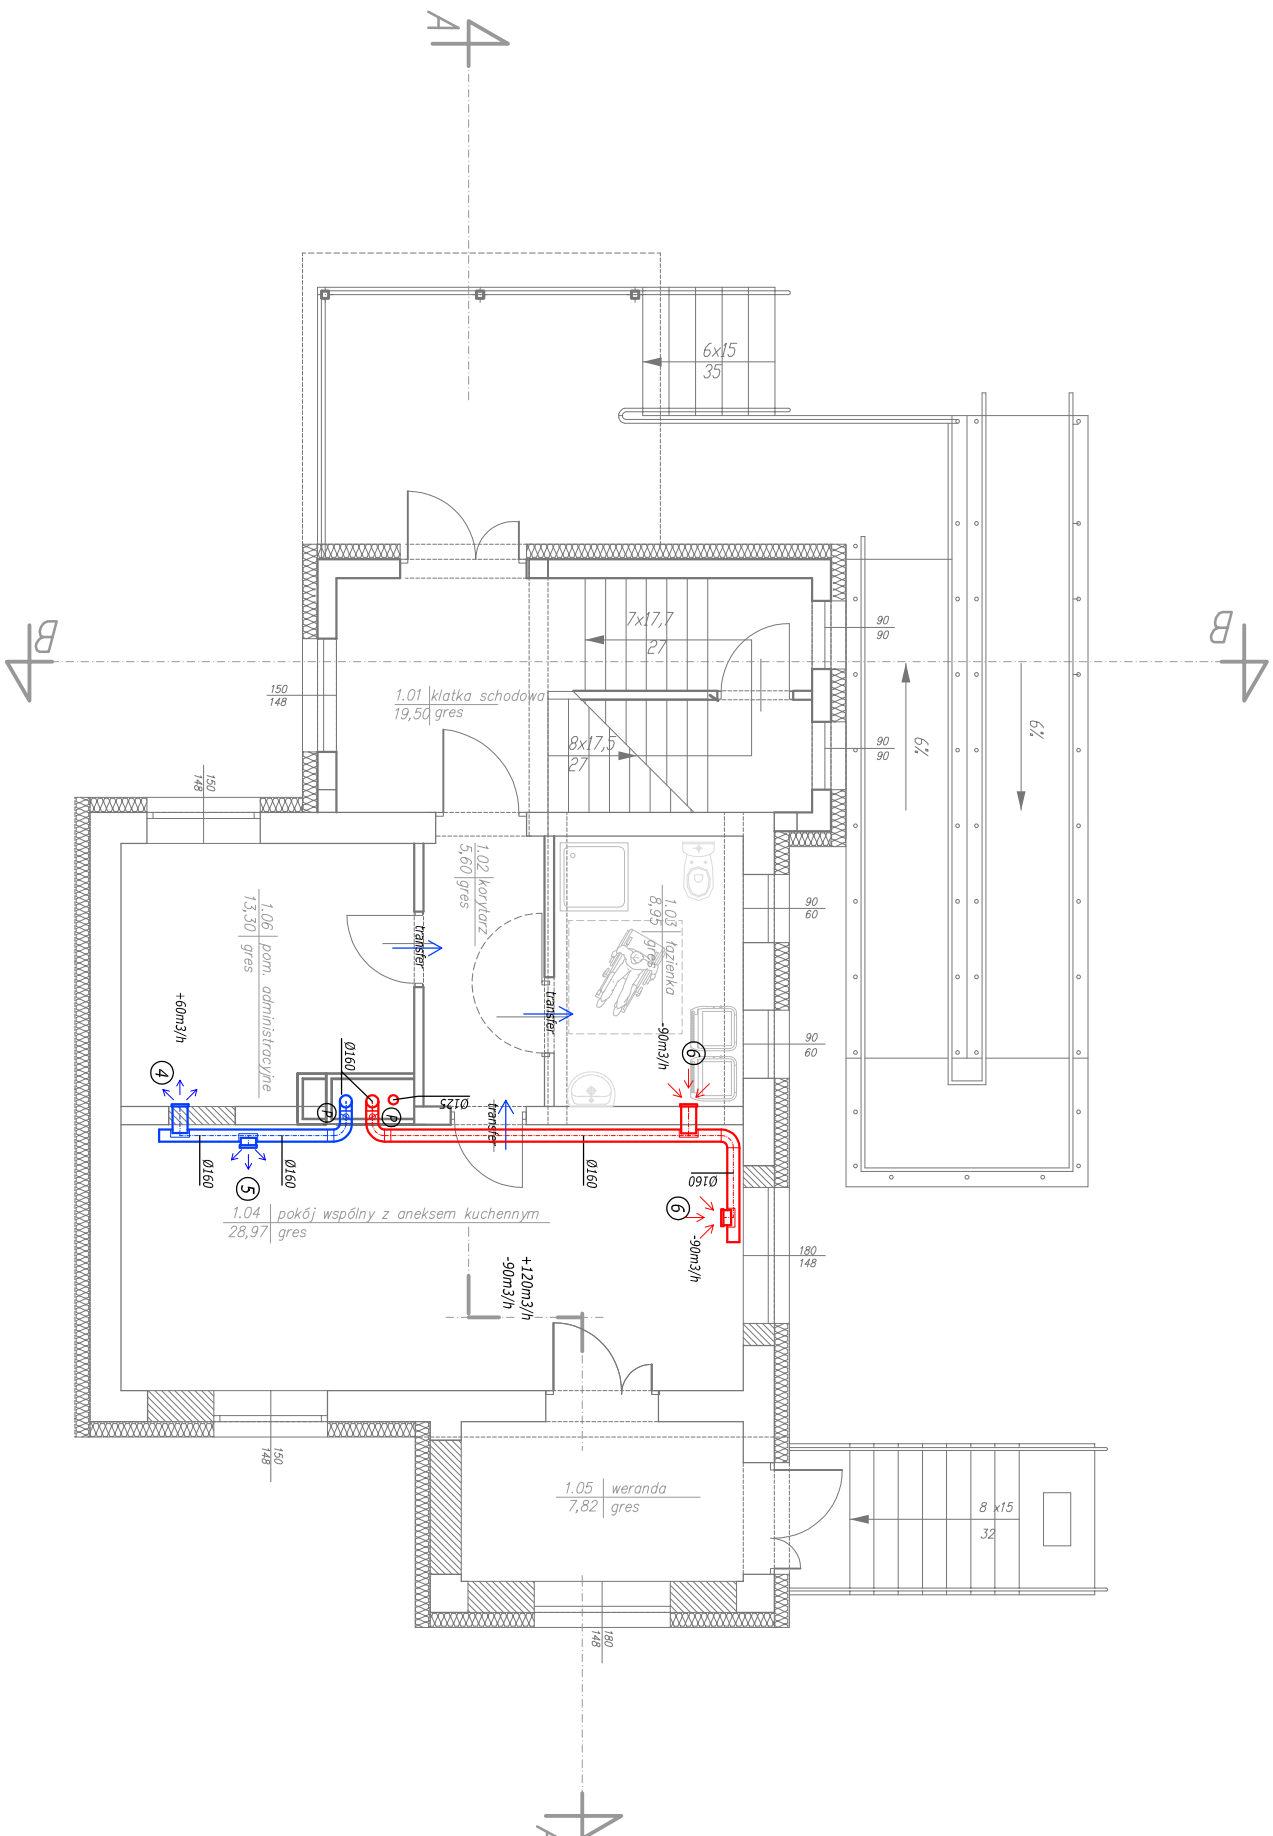 A
6x15
35
B
B
7x17,7
27
90
90
1.01 klatka schodowa
19,50 gres
150
148
8x17,5
27
90
90
6%
6%
150
148
1.02 korytarz
5,60 gres
1.03 łazienka
8,95 gres
90
60
1.06 pom. administracyjne
13,30 gres
transfer
transfer
+60m3/h
-90m3/h
90
60
4
6
Ø160
Ø125
P
P
transfer
Ø160
Ø160
Ø160
Ø160
5
6
1.04 pokój wspólny z aneksem kuchennym
28,97 gres
-90m3/h
180
148
+120m3/h
-90m3/h
150
148
1.05 weranda
7,82 gres
8 x15
32
180
148